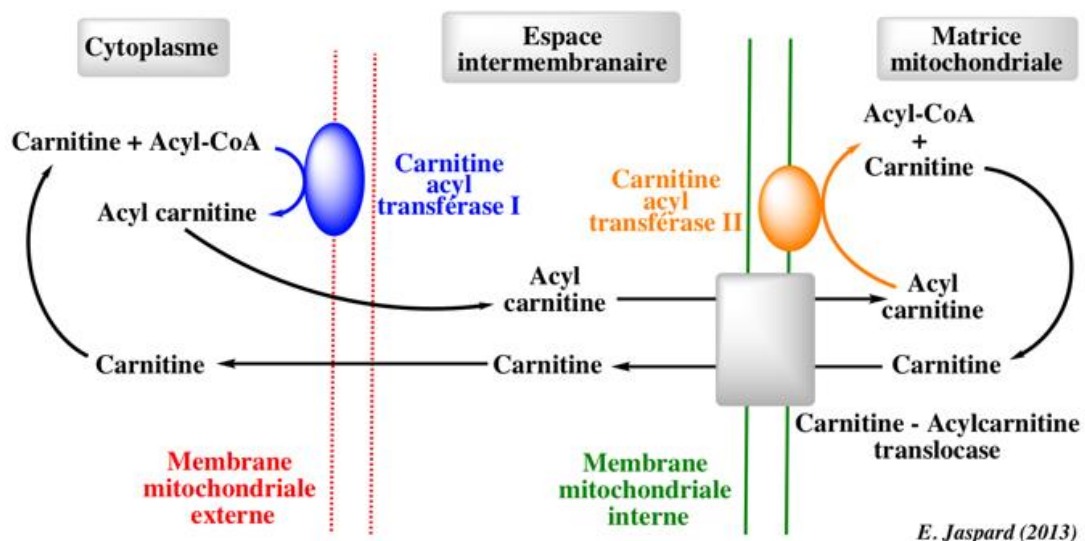 Cytoplasme
Espace
intermembranaire
Matrice
mitochondriale
Carnitine + Acyl-CoA
Carnitine
acyl
transférase I
Acyl carnitine
Carnitine
acyl
transférase II
Acyl-CoA
+
Carnitine
Acyl
carnitine
Acyl
carnitine
Carnitine
Carnitine
Carnitine
Carnitine - Acylcarnitine
translocase
Membrane
mitochondriale
externe
Membrane
mitochondriale
interne
E. Jaspard (2013)